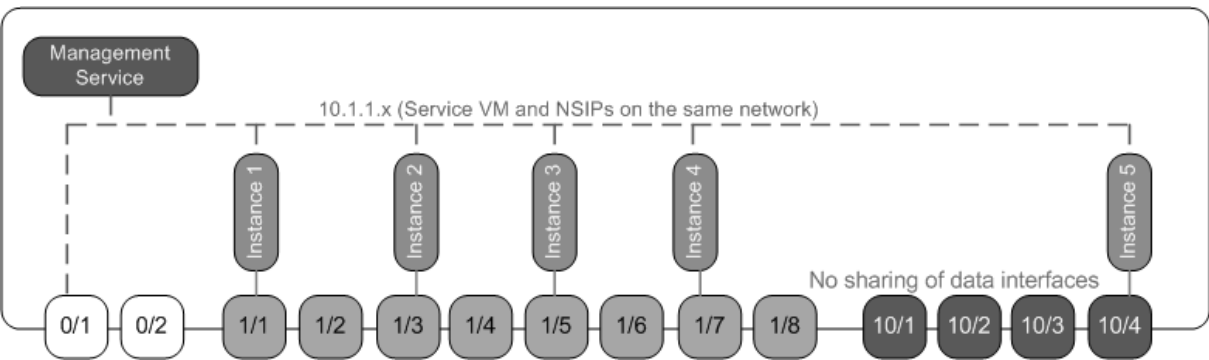 Management
Service
10.1.1.x (Service VM and NSIPs on the same network)
Instance 1
Instance 2
Instance 3
Instance 4
Instance 5
No sharing of data interfaces
0/1
0/2
1/1
1/2
1/3
1/4
1/5
1/6
1/7
1/8
10/1
10/2
10/3
10/4